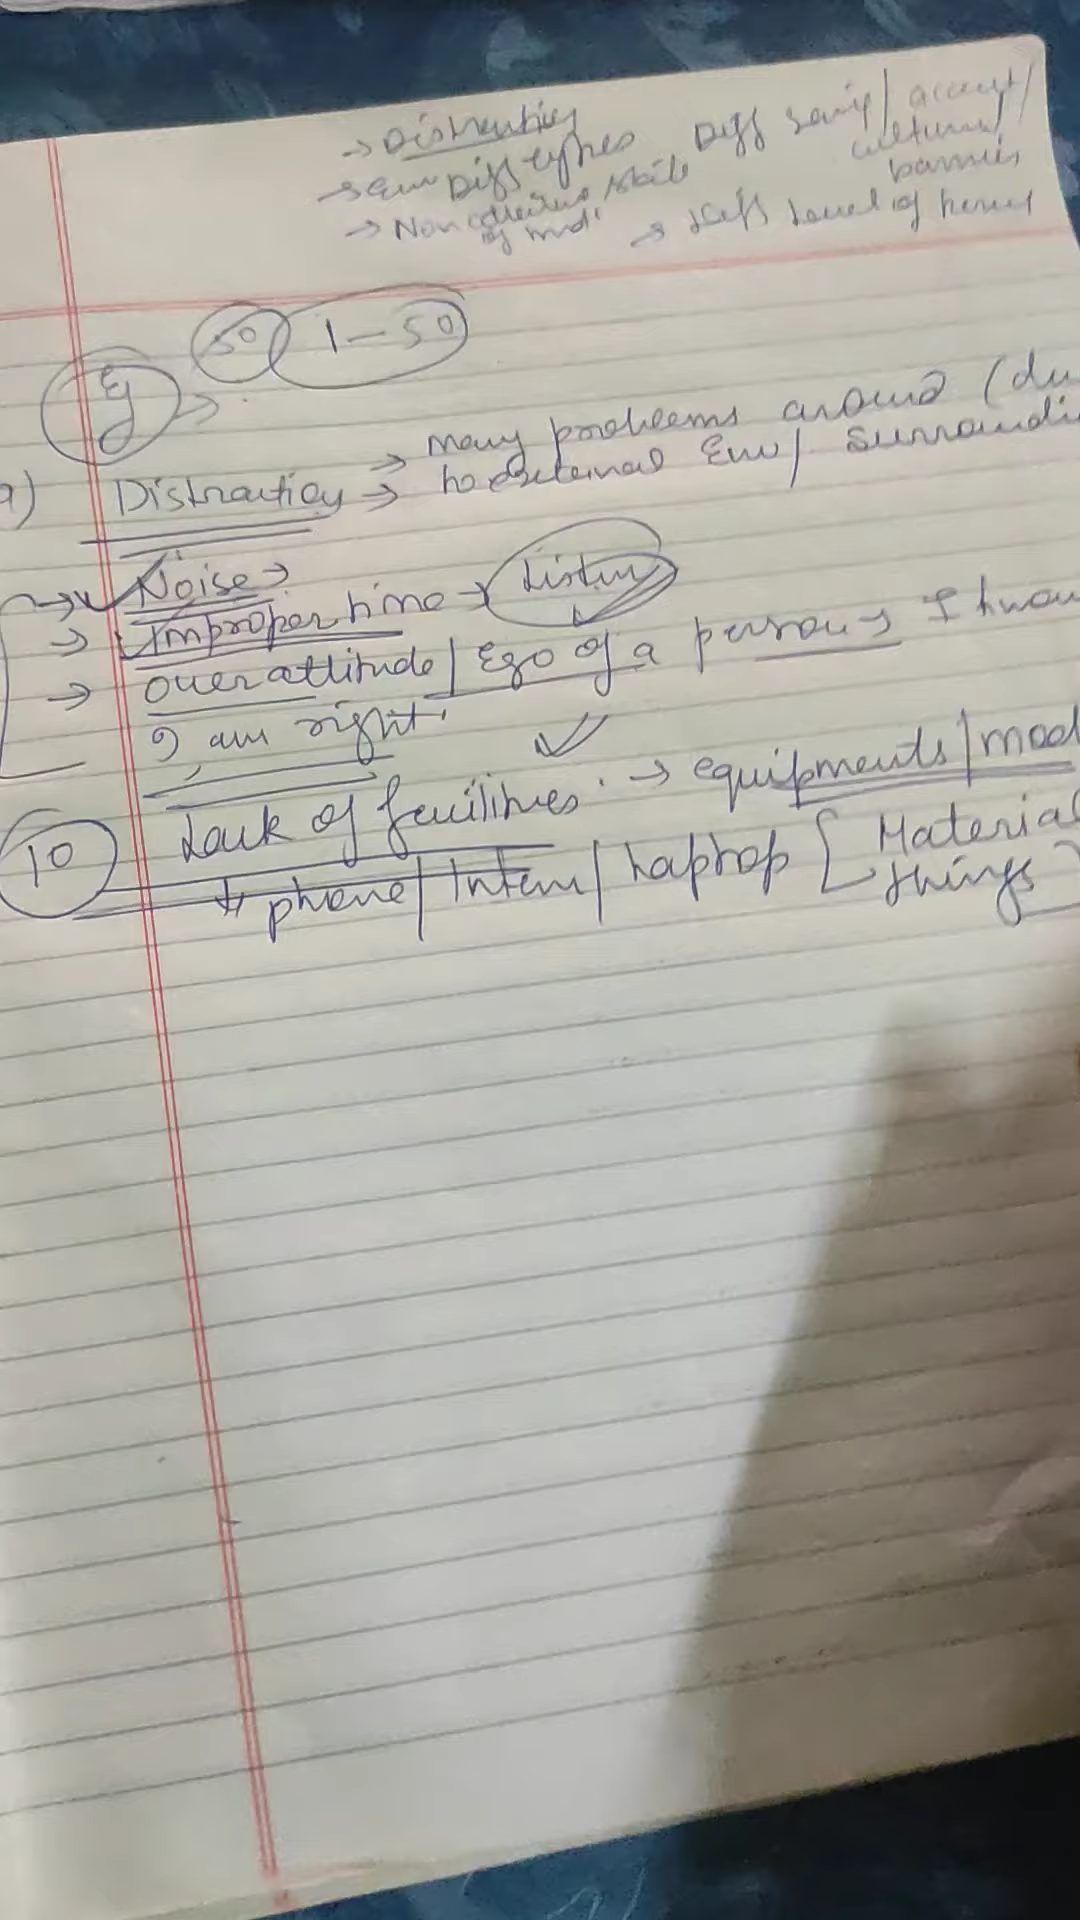 → Distraction
→ Diff types Diff / accent /
cultural
barriers
→ Non → Diff Level of
50 1-50
Eg →
9) Distraction → many problems around (du
→ to external Env / Surroundi
→ Noise →
→ Improper time → Listen
→ over attitude / Ego of a person → I know
I am right.
10 Lack of facilities. → equipments / mod
→ phone / Intern / Laptop [ Material
things ]